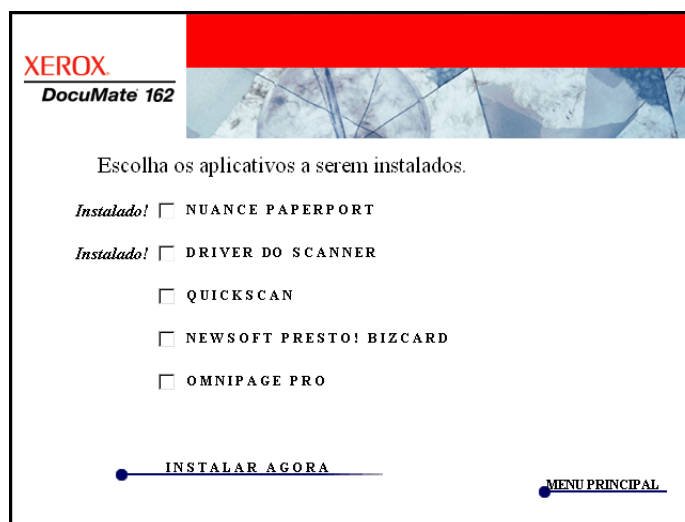 XEROX.
DocuMate 162
Escolha os aplicativos a serem instalados.
Instalado! NUANCE PAPERPORT
Instalado! DRIVER DO SCANNER
QUICKSCAN
NEWSOFT PRESTO! BIZCARD
OMNIPAGE PRO
INSTALAR AGORA
MENU PRINCIPAL